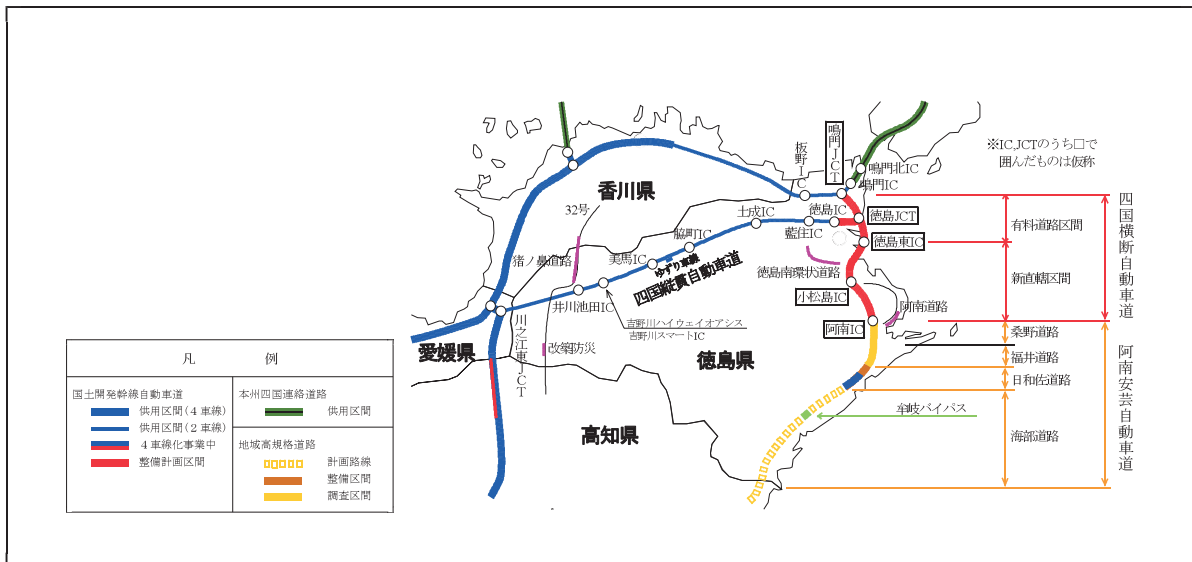 鳴門JCT
板野IC
鳴門北IC
鳴門IC
※IC,JCTのうち□で
囲んだものは仮称
香川県
32号
土成IC
徳島IC
徳島JCT
脇町IC
藍住IC
徳島東IC
美馬IC
ゆずり車線
四国縦貫自動車道
猪ノ鼻道路
徳島南環状道路
井川池田IC
小松島IC
阿南道路
吉野川ハイウェイオアシス
吉野川スマートIC
阿南IC
川之江東JCT
愛媛県
改築防災
徳島県
高知県
牟岐バイパス
有料道路区間
新直轄区間
四国横断自動車道
桑野道路
福井道路
日和佐道路
海部道路
阿南安芸自動車道
凡 例
国土開発幹線自動車道
供用区間(4車線)
供用区間(2車線)
4車線化事業中
整備計画区間
本州四国連絡道路
供用区間
地域高規格道路
計画路線
整備区間
調査区間